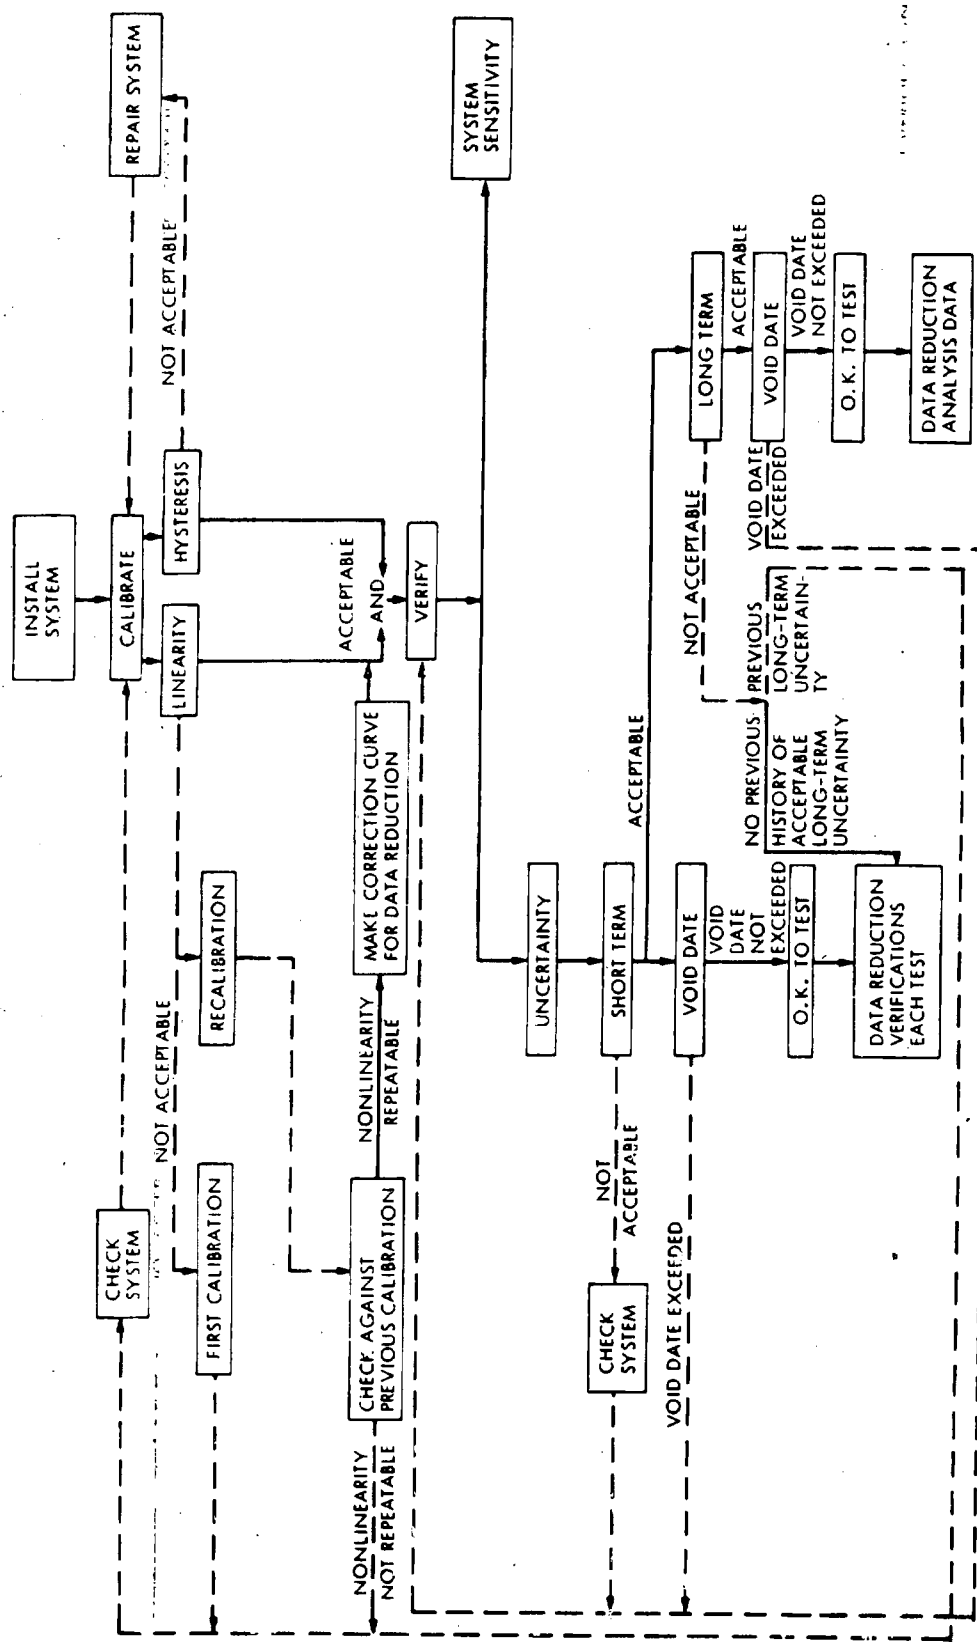 INSTALL
SYSTEM
REPAIR SYSTEM
CHECK
SYSTEM
CALIBRATE
NOT ACCEPTABLE
LINEARITY
HYSTERESIS
NOT ACCEPTABLE
FIRST CALIBRATION
RECALIBRATION
ACCEPTABLE
AND
NONLINEARITY
NOT REPEATABLE
CHECK AGAINST
PREVIOUS CALIBRATION
NONLINEARITY
REPEATABLE
MAKE CORRECTION CURVE
FOR DATA REDUCTION
VERIFY
SYSTEM
SENSITIVITY
UNCERTAINTY
SHORT TERM
NOT
ACCEPTABLE
CHECK
SYSTEM
ACCEPTABLE
VOID DATE EXCEEDED
VOID DATE
VOID
DATE
NOT
EXCEEDED
O.K. TO TEST
DATA REDUCTION
VERIFICATIONS
EACH TEST
LONG TERM
NOT ACCEPTABLE
ACCEPTABLE
NO PREVIOUS
HISTORY OF
ACCEPTABLE
LONG-TERM
UNCERTAINTY
PREVIOUS
LONG-TERM
UNCERTAIN-
TY
VOID DATE
EXCEEDED
VOID DATE
VOID DATE
NOT EXCEEDED
O.K. TO TEST
DATA REDUCTION
ANALYSIS DATA